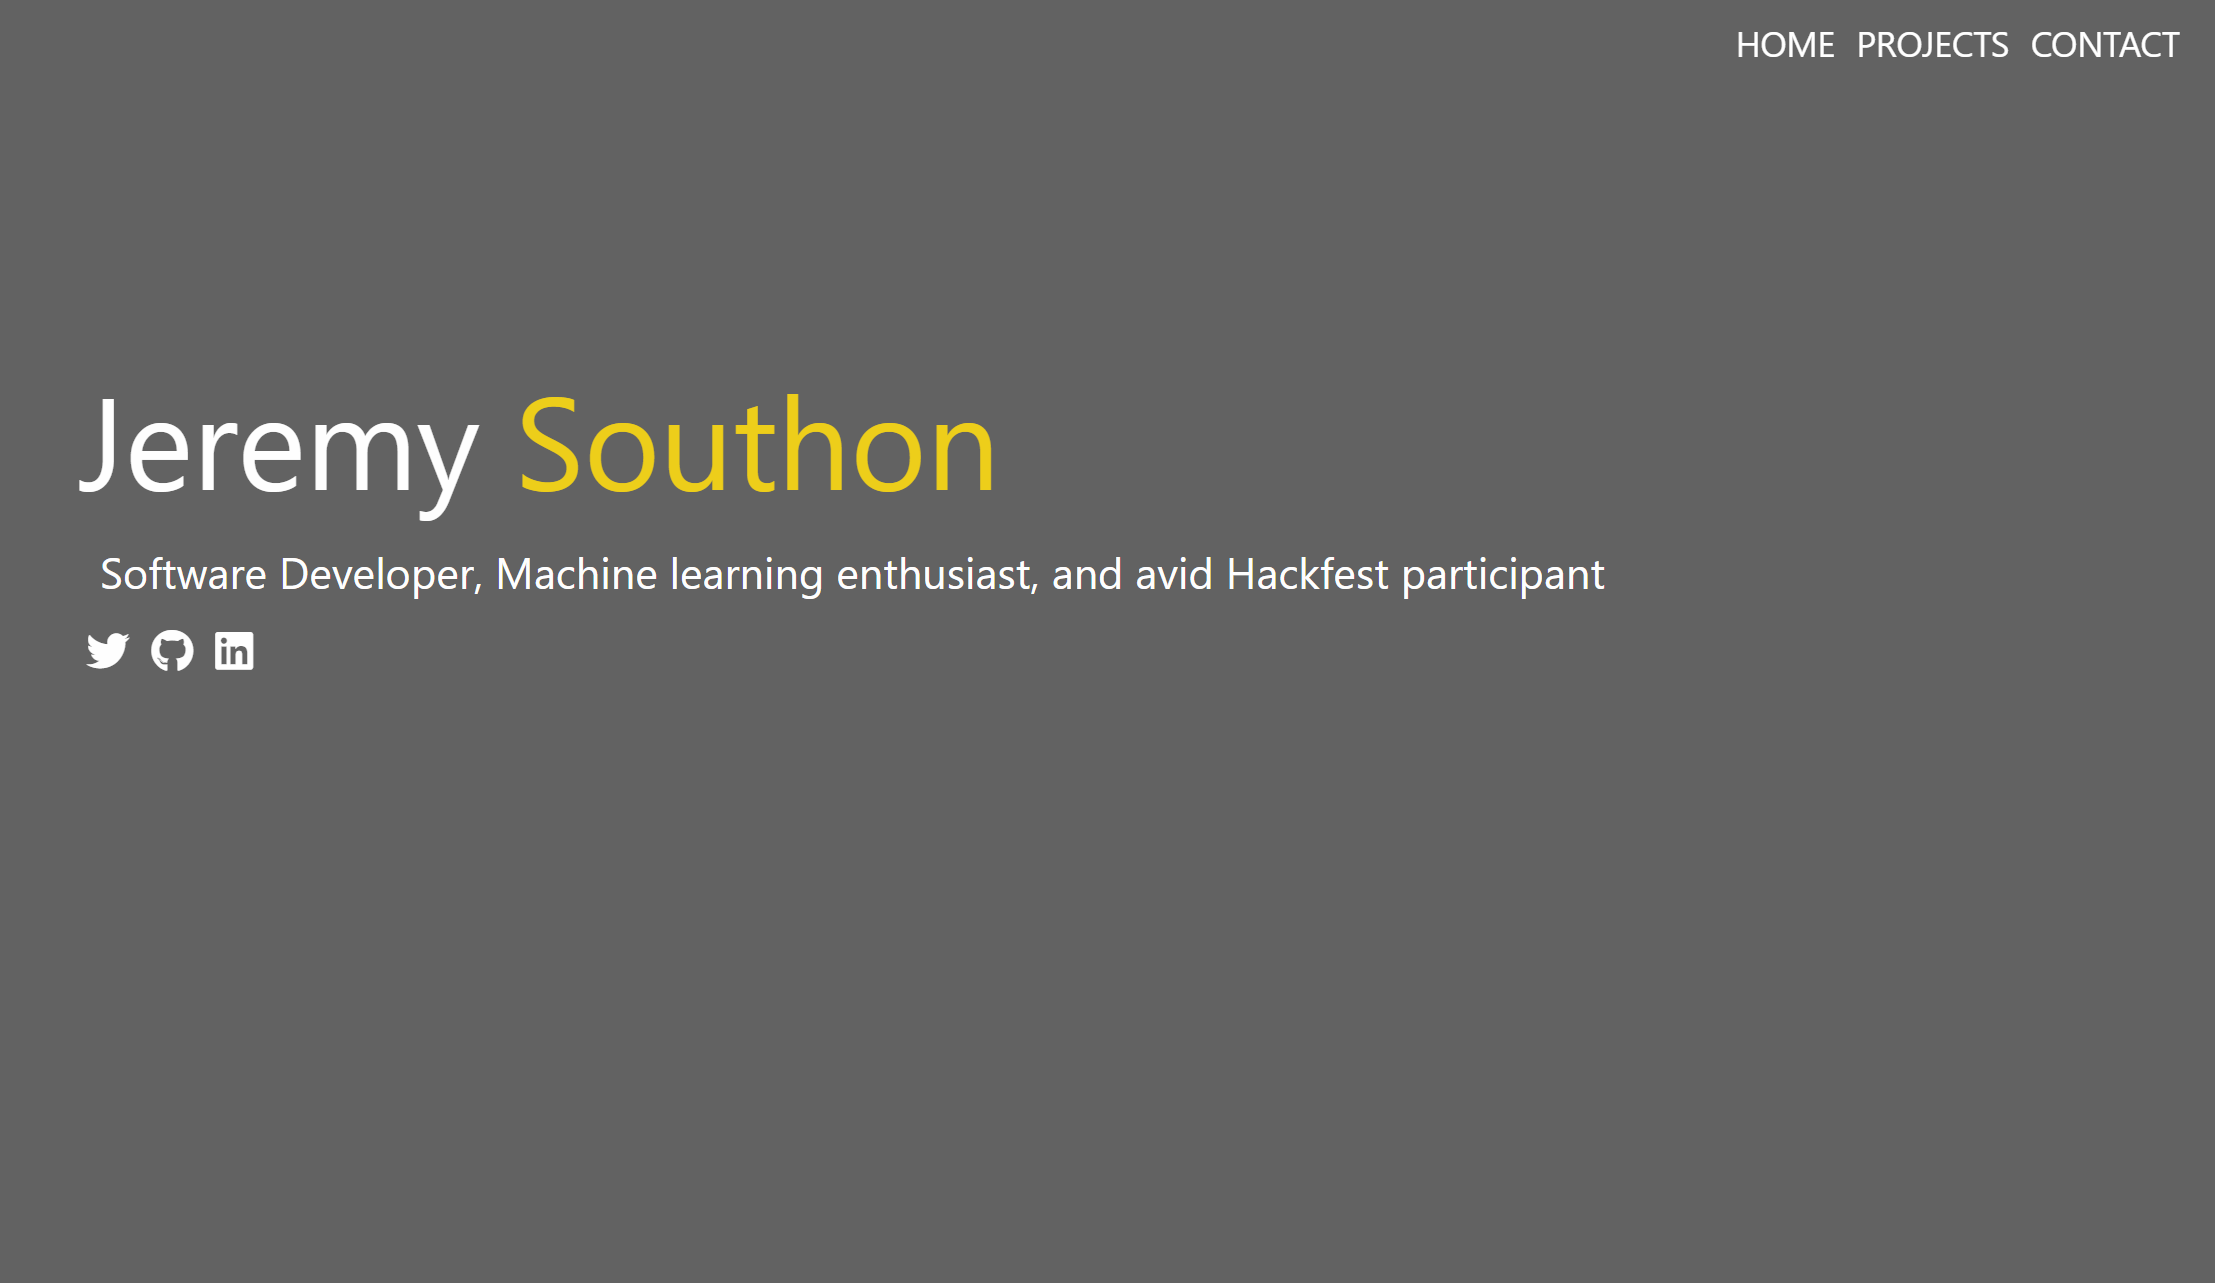 HOME PROJECTS CONTACT
Jeremy Southon
Software Developer, Machine learning enthusiast, and avid Hackfest participant
in